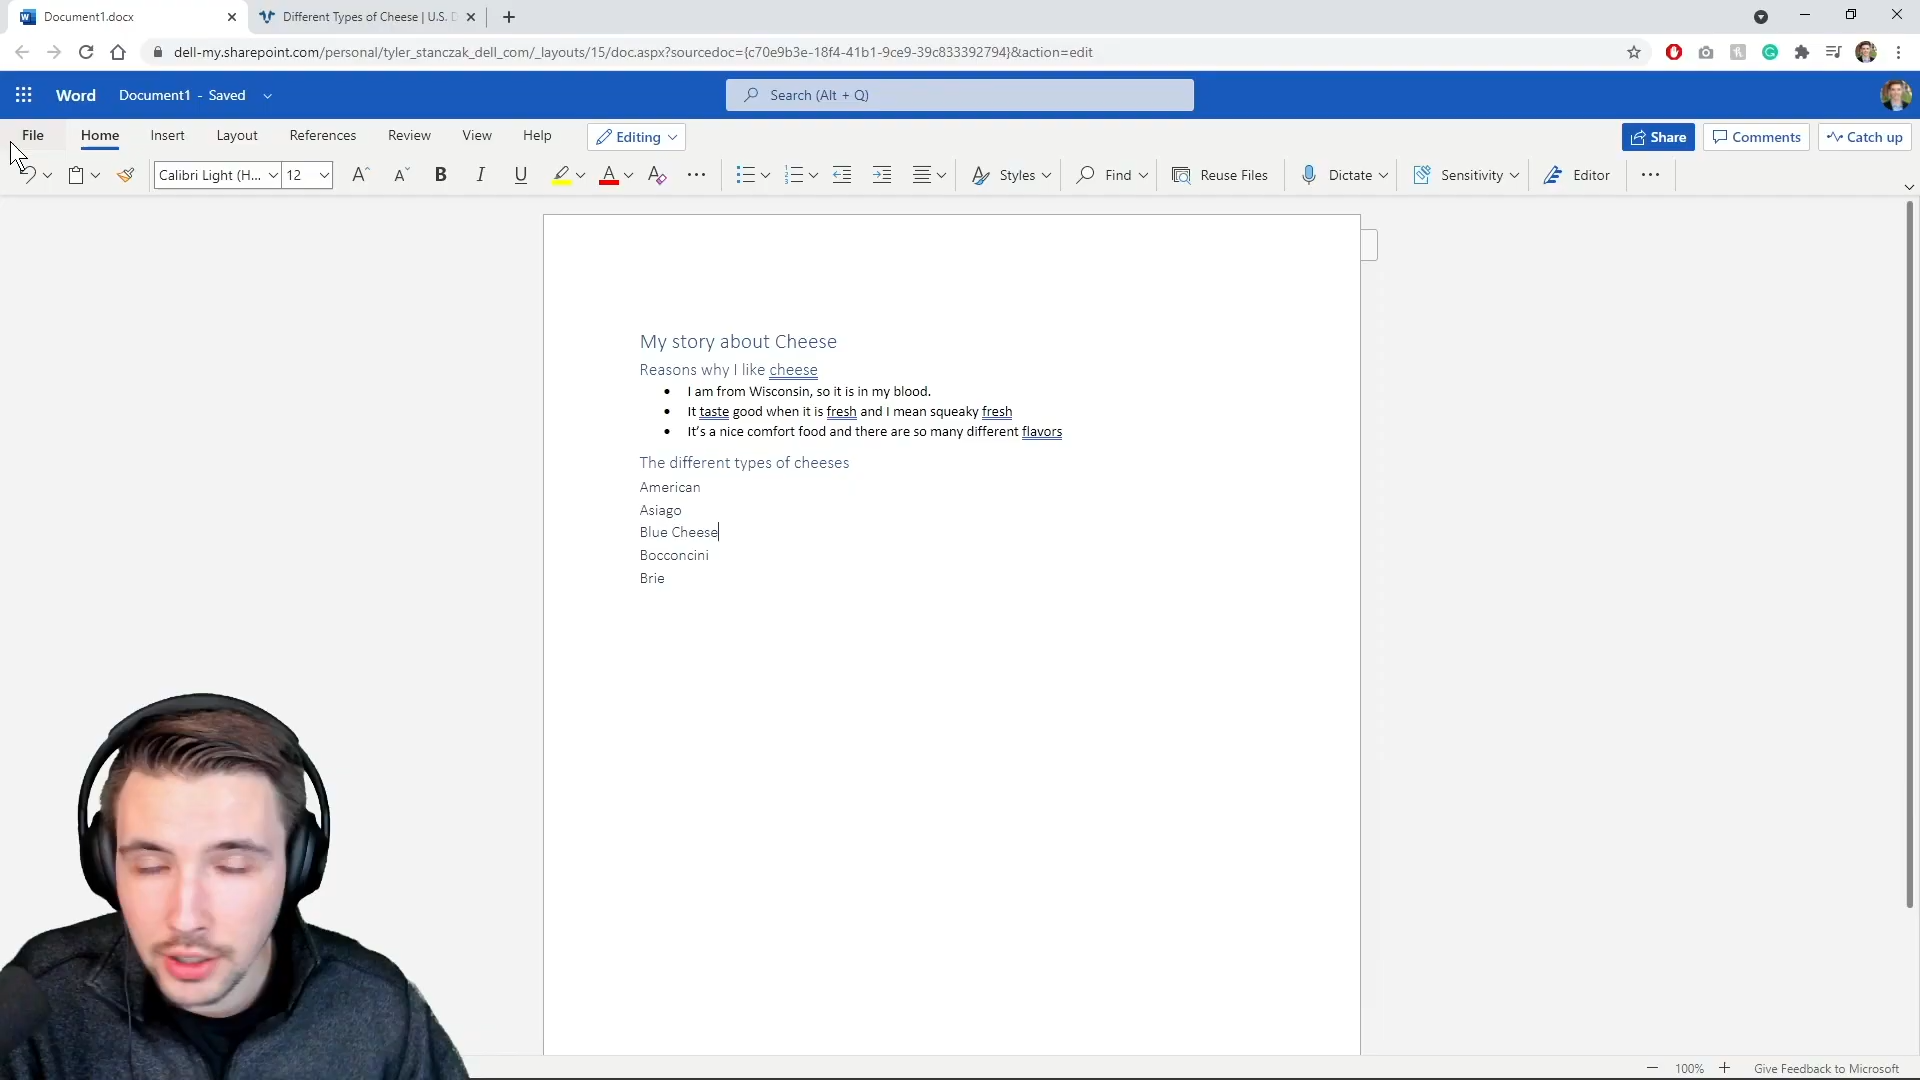 Document1.docx
Different Types of Cheese | U.S. D
dell-my.sharepoint.com/personal/tyler_stanczak_dell_com/_layouts/15/doc.aspx?sourcedoc={c70e9b3e-18f4-41b1-9ce9-39c833392794}&action=edit
Word Document1 - Saved
Search (Alt + Q)
File Home Insert Layout References Review View Help Editing Share Comments Catch up
Calibri Light (H... 12 A A B I U A A Styles Find Reuse Files Dictate Sensitivity Editor
My story about Cheese
Reasons why I like cheese
• I am from Wisconsin, so it is in my blood.
• It taste good when it is fresh and I mean squeaky fresh
• It's a nice comfort food and there are so many different flavors
The different types of cheeses
American
Asiago
Blue Cheese
Bocconcini
Brie
100% Give Feedback to Microsoft